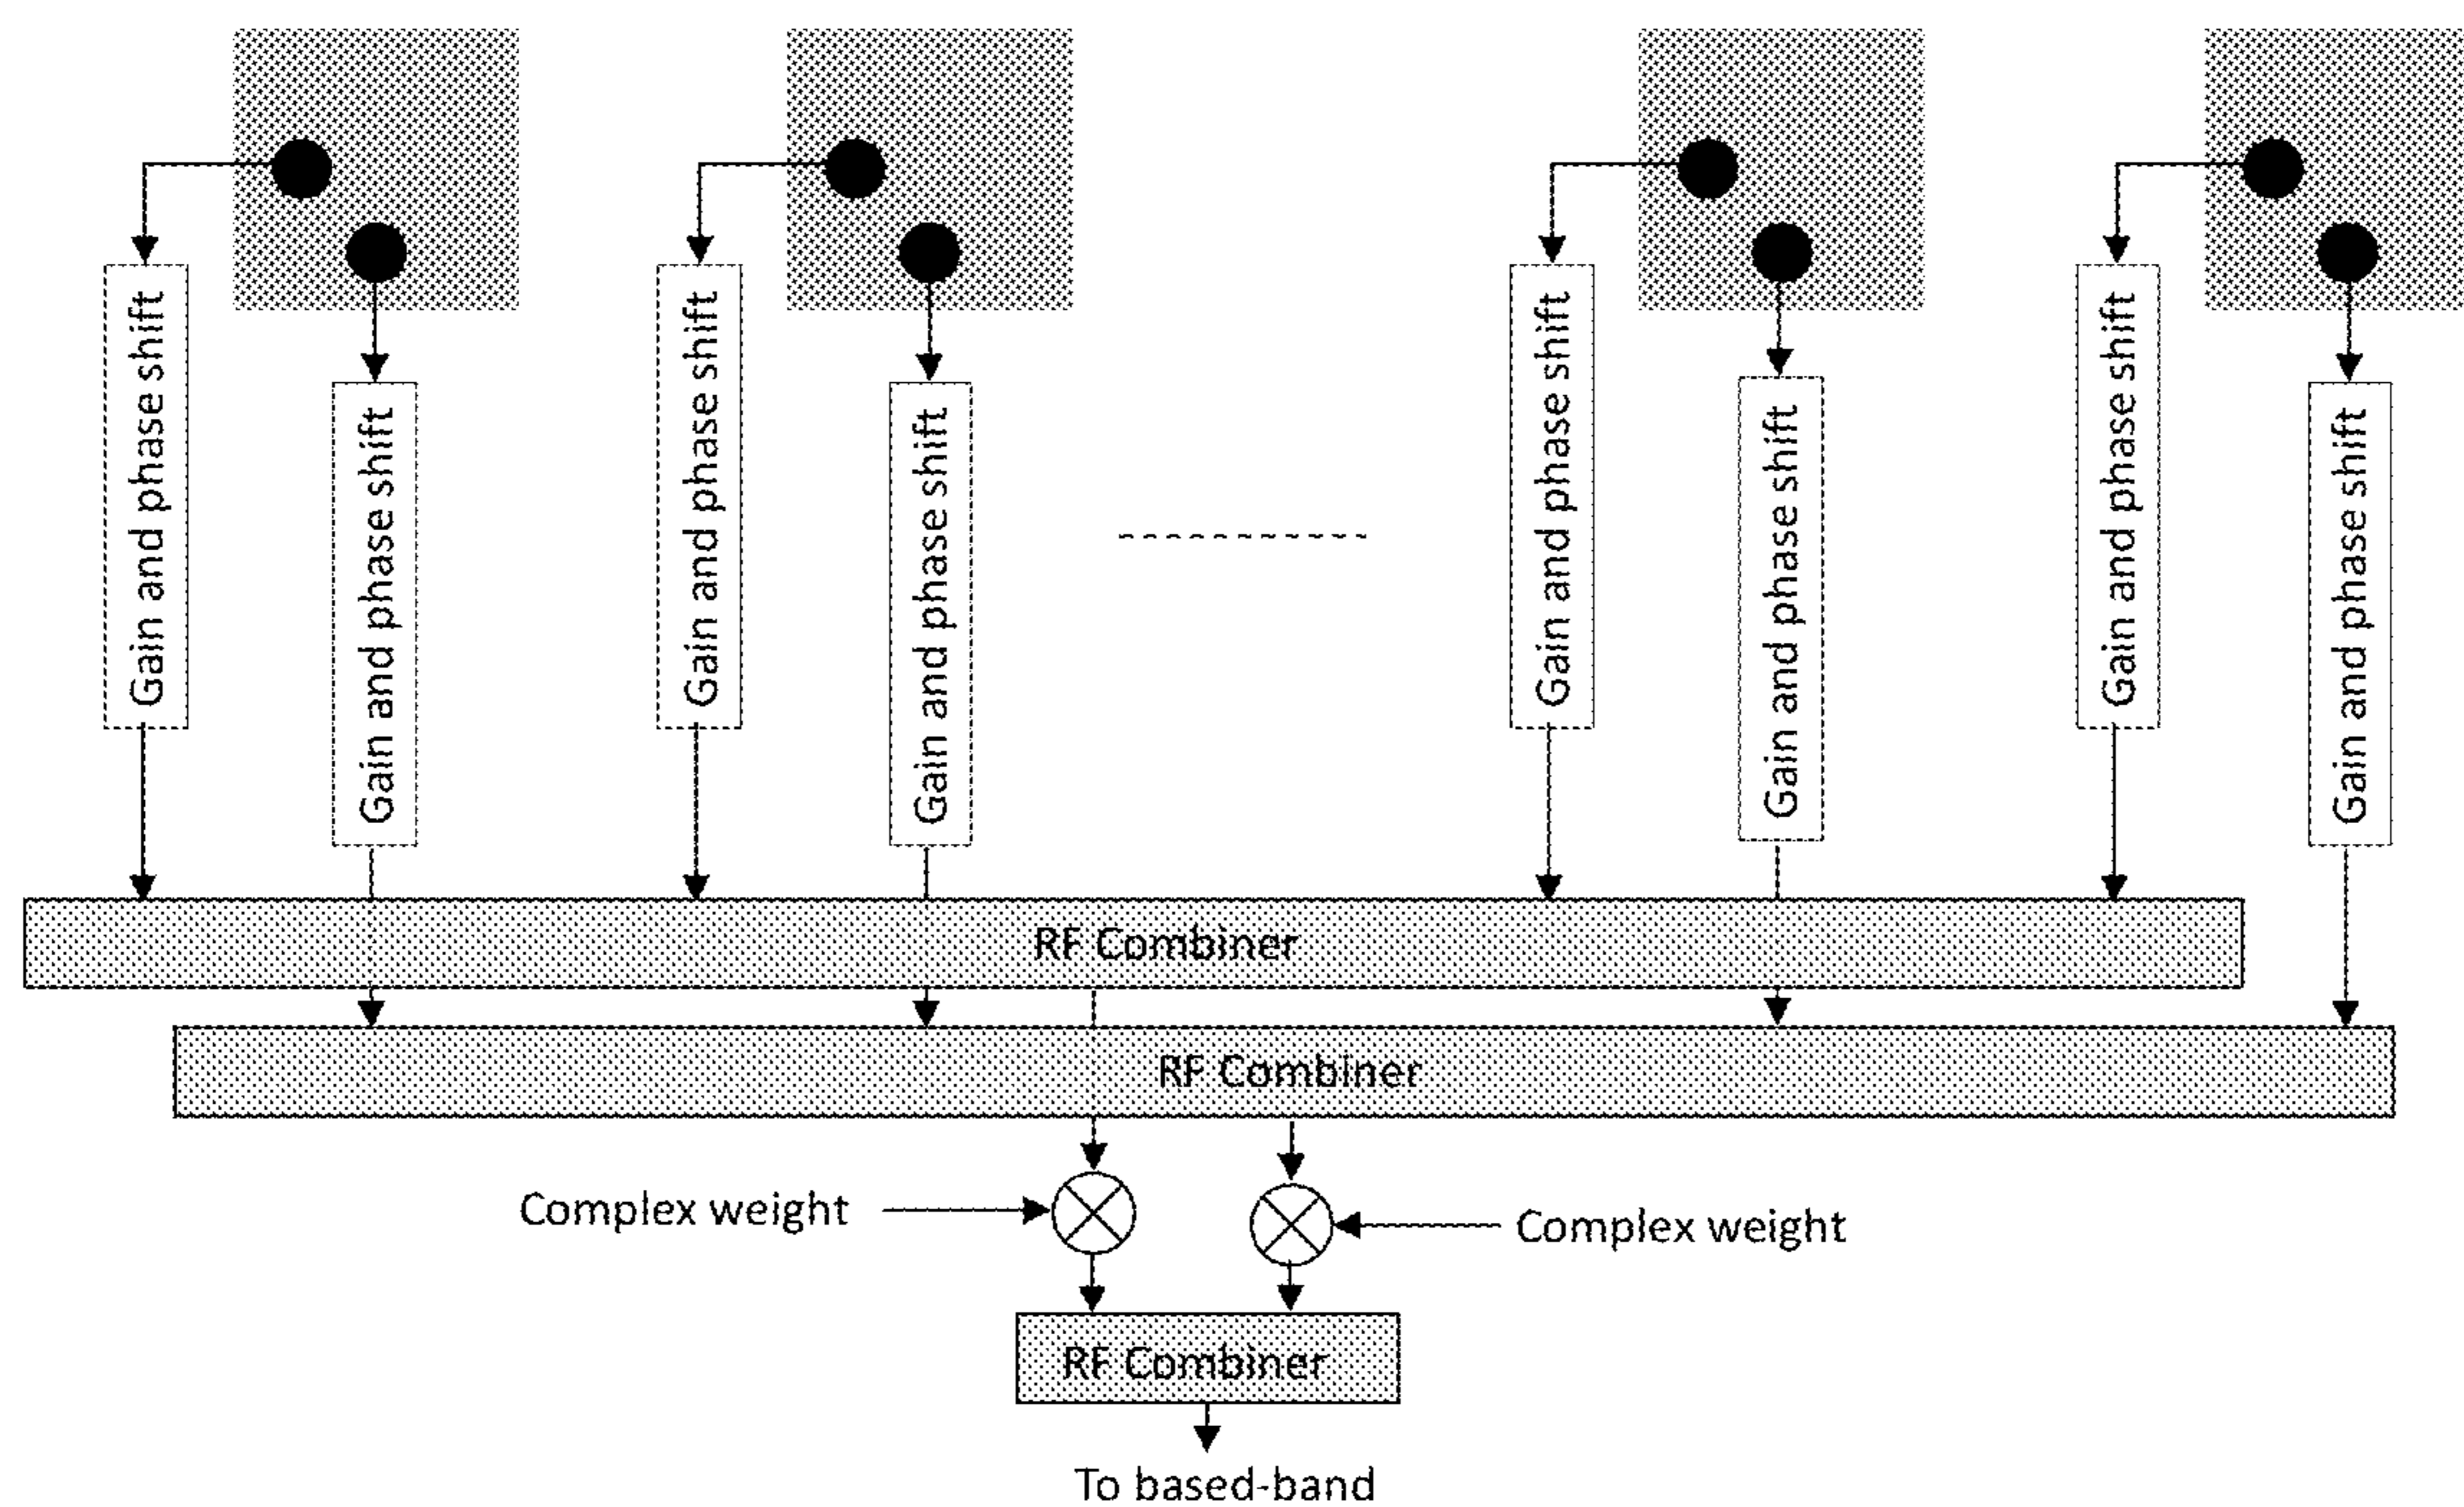 Gain and phase shift
Gain and phase shift
Gain and phase shift
Gain and phase shift
Gain and phase shift
Gain and phase shift
Gain and phase shift
Gain and phase shift
RF Combiner
RF Combiner
Complex weight
Complex weight
RF Combiner
To based-band